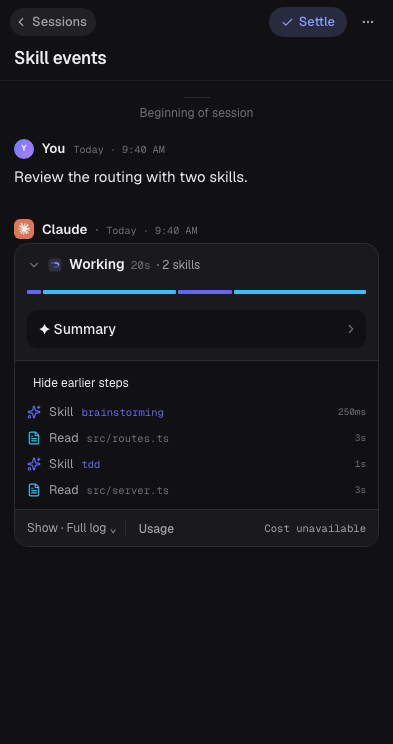 Sessions
Settle
Skill events
Beginning of session
Y You Today · 9:40 AM
Review the routing with two skills.
Claude · Today · 9:40 AM
Working 20s · 2 skills
Summary
Hide earlier steps
Skill brainstorming 250ms
Read src/routes.ts 3s
Skill tdd 1s
Read src/server.ts 3s
Show · Full log Usage Cost unavailable